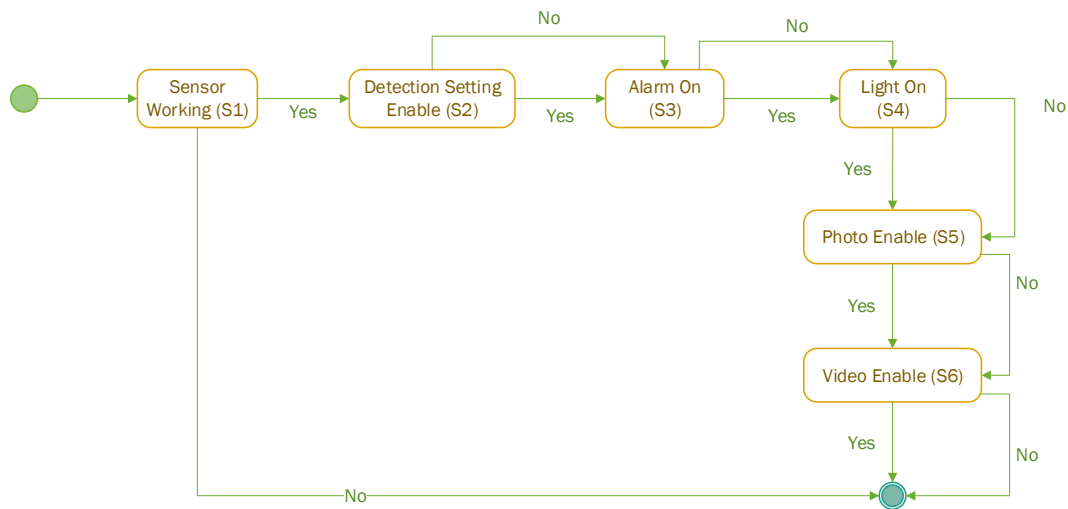 No
No
Sensor
Working (S1)
Yes
Detection Setting
Enable (S2)
Yes
Alarm On
(S3)
Yes
Light On
(S4)
No
Yes
Photo Enable (S5)
No
Yes
Video Enable (S6)
Yes
No
No